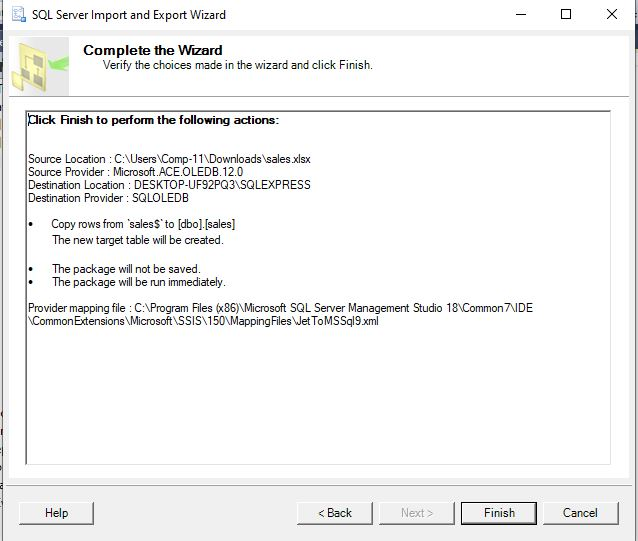 SQL Server Import and Export Wizard
Complete the Wizard
Verify the choices made in the wizard and click Finish.
Click Finish to perform the following actions:
Source Location : C:\Users\Comp-11\Downloads\sales.xlsx
Source Provider : Microsoft.ACE.OLEDB.12.0
Destination Location : DESKTOP-UF92PQ3\SQLEXPRESS
Destination Provider : SQLOLEDB
• Copy rows from `sales$` to [dbo].[sales]
The new target table will be created.
• The package will not be saved.
• The package will be run immediately.
Provider mapping file : C:\Program Files (x86)\Microsoft SQL Server Management Studio 18\Common7\IDE
\CommonExtensions\Microsoft\SSIS\150\MappingFiles\JetToMSSql9.xml
Help
< Back
Next >
Finish
Cancel